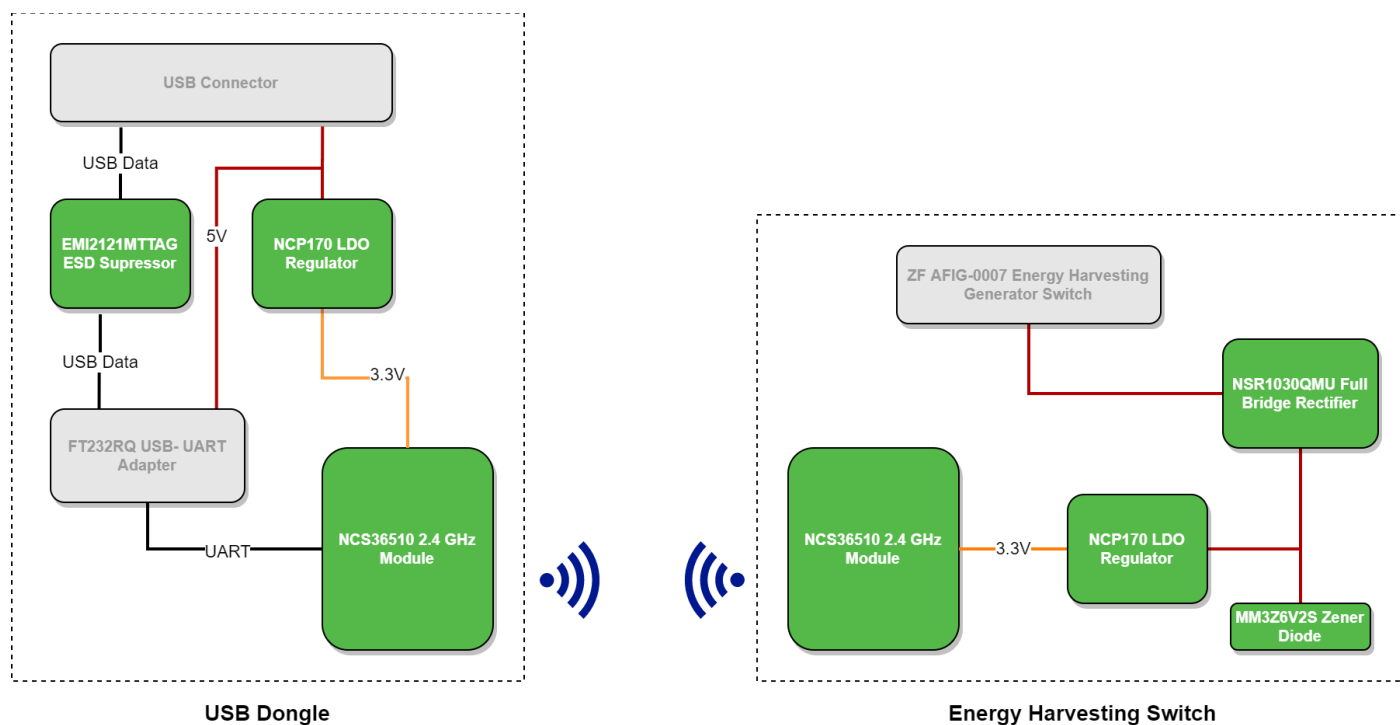 USB Connector
USB Data
EMI2121MTTAG
ESD Supressor
5V
NCP170 LDO
Regulator
USB Data
3.3V
FT232RQ USB- UART
Adapter
UART
NCS36510 2.4 GHz
Module
USB Dongle
ZF AFIG-0007 Energy Harvesting
Generator Switch
NSR1030QMU Full
Bridge Rectifier
NCS36510 2.4 GHz
Module
3.3V
NCP170 LDO
Regulator
MM3Z6V2S Zener
Diode
Energy Harvesting Switch